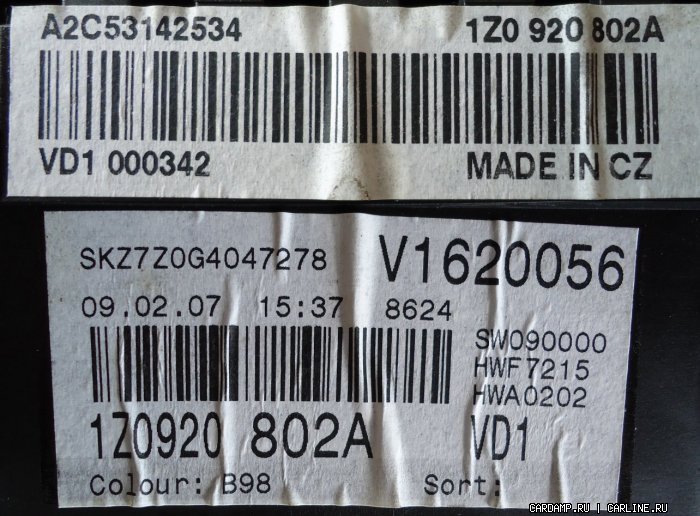 A2C53142534 1Z0 920 802A
VD1 000342 MADE IN CZ
SKZ7Z0G4047278 V1620056
09.02.07 15:37 8624
SW090000
HWF7215
HWA0202
1Z0920 802A VD1
Colour: B98 Sort:
CARDAMP.RU | CARLINE.RU